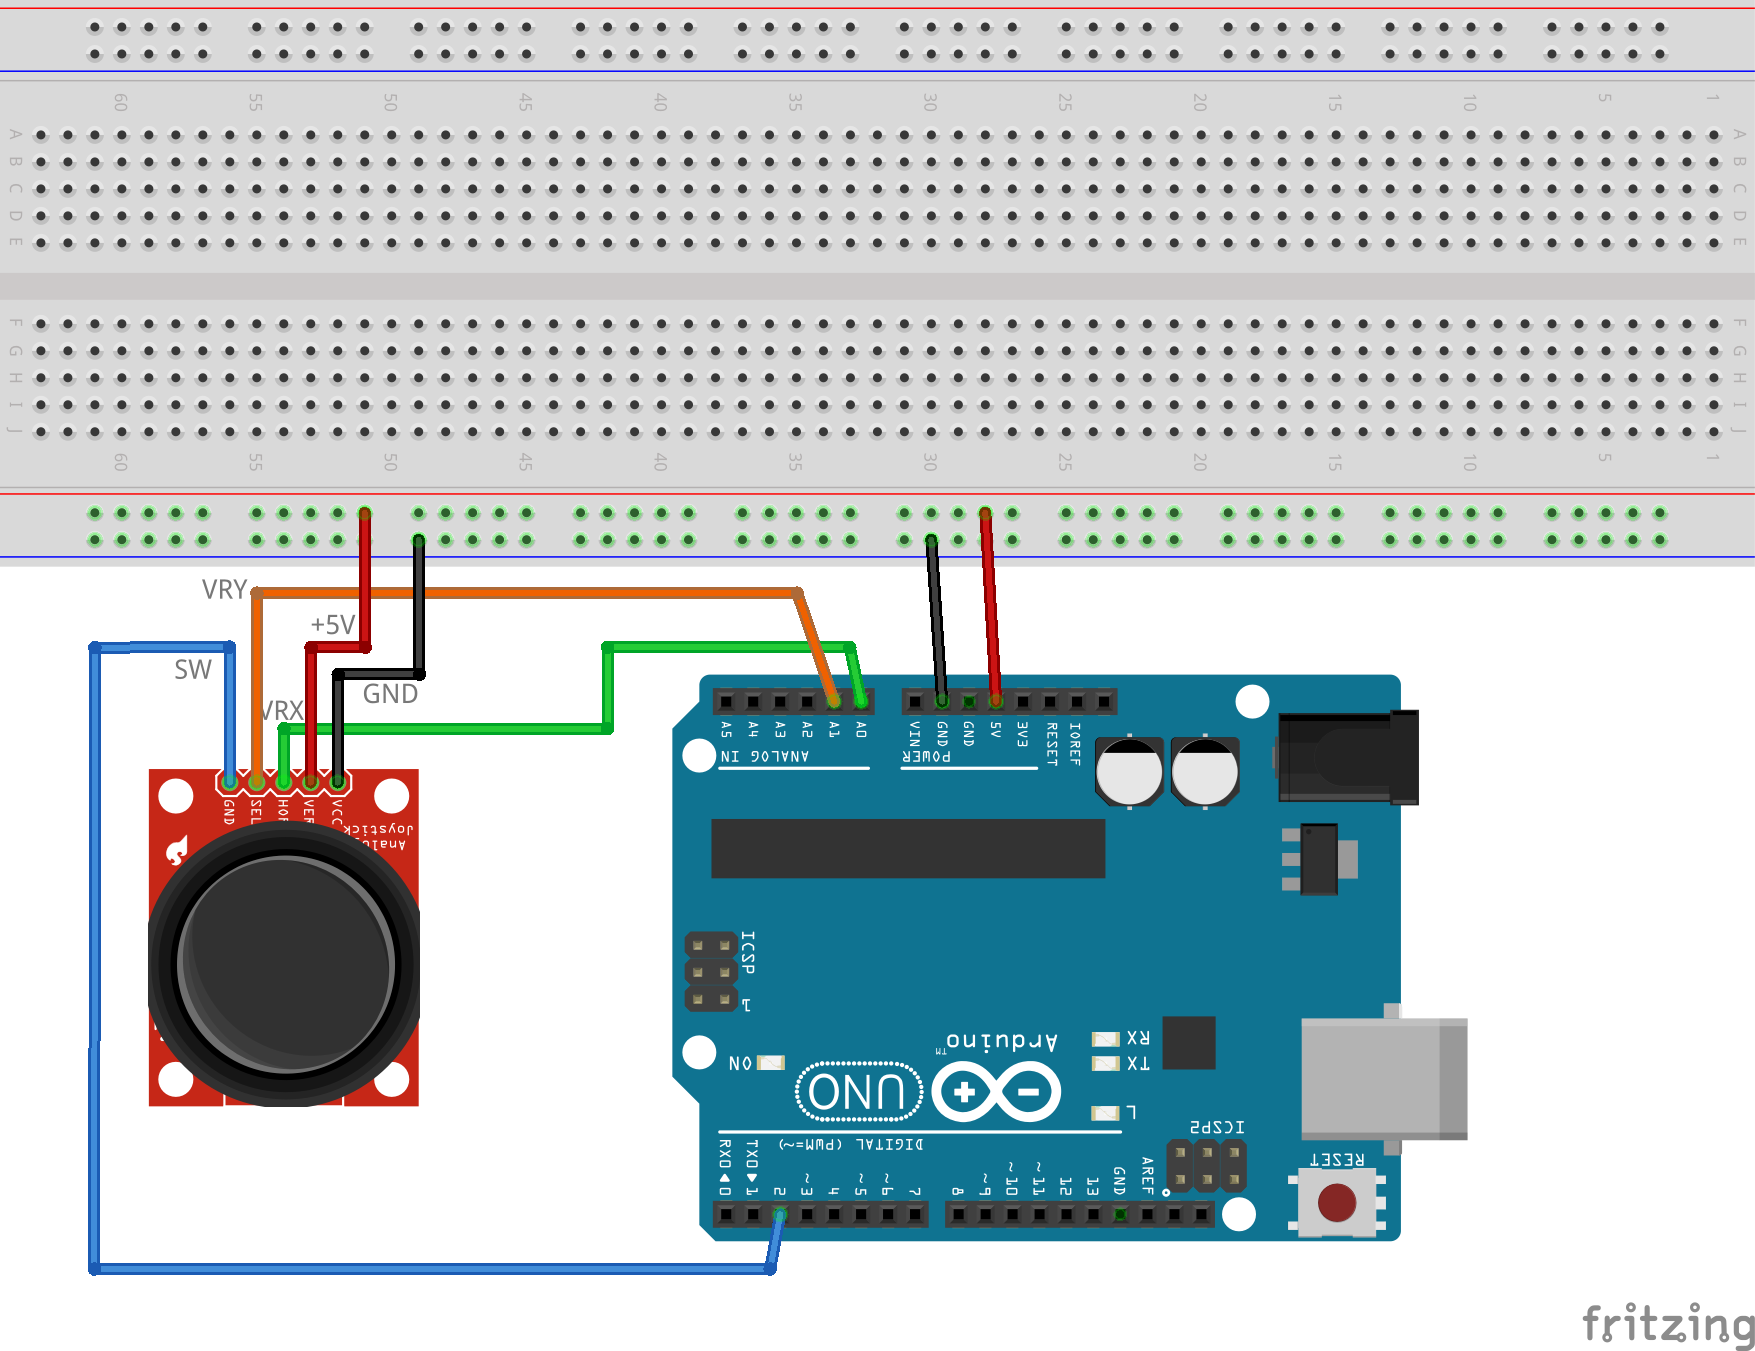 60 55 50 45 40 35 30 25 20 15 10 5 1
A A
B B
C C
D D
E E
F F
G G
H H
I I
J J
60 55 50 45 40 35 30 25 20 15 10 5 1
VRY
+5V
SW
GND
VRX
A5 A4 A3 A2 A1 A0 VIN GND GND 5V 3V3 RESET IOREF
ANALOG IN POWER
GND SEL VCC
Joystick
ICSP
1
Arduino
TM
RX
ON
TX
UNO
L
ICSP2
DIGITAL (PWM=~)
RESET
RX0 TX0
0 1 2 ~3 4 ~5 ~6 7 8 ~9 ~10 ~11 12 13 GND AREF
fritzing